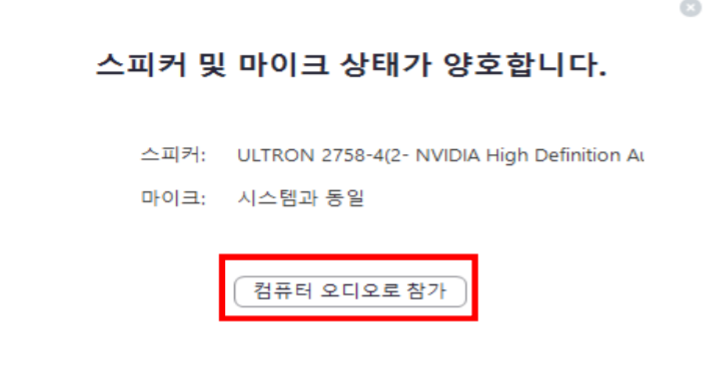 스피커 및 마이크 상태가 양호합니다.
스피커: ULTRON 2758-4(2- NVIDIA High Definition Au
마이크: 시스템과 동일
컴퓨터 오디오로 참가